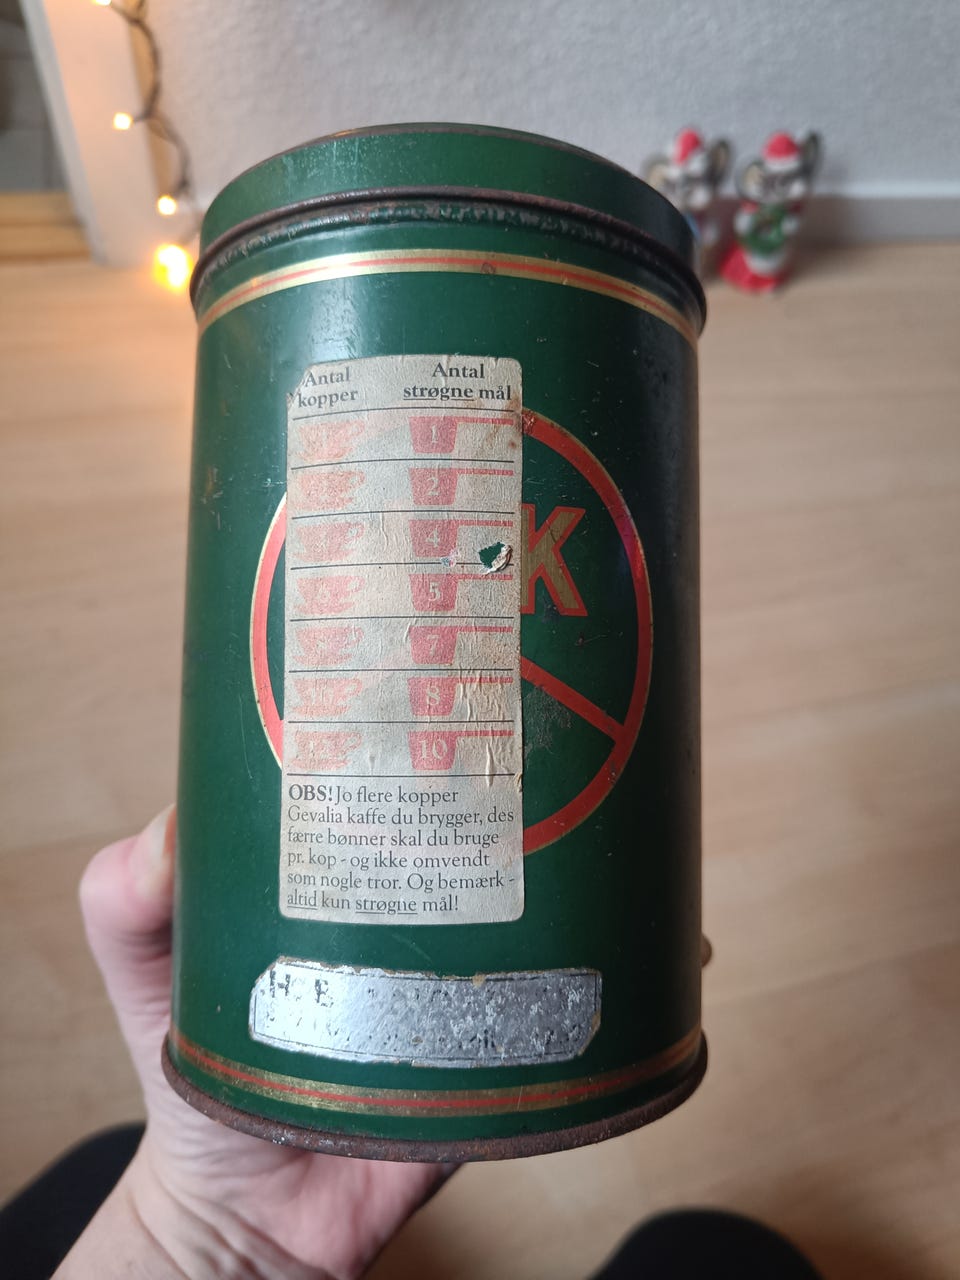 Antal Antal
kopper strøgne mål
1
2
4
5
7
8
10
K
OBS! Jo flere kopper
Gevalia kaffe du brygger, des
færre bønner skal du bruge
pr. kop - og ikke omvendt
som nogle tror. Og bemærk -
altid kun strøgne mål!